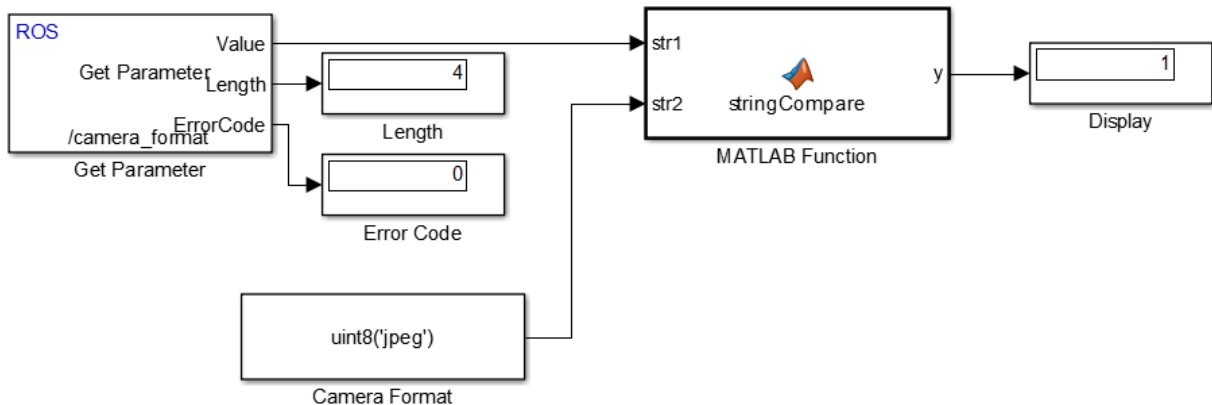 ROS
Value
Get Parameter
Length
ErrorCode
/camera_format
Get Parameter
4
Length
0
Error Code
uint8('jpeg')
Camera Format
str1
str2
stringCompare
y
MATLAB Function
1
Display